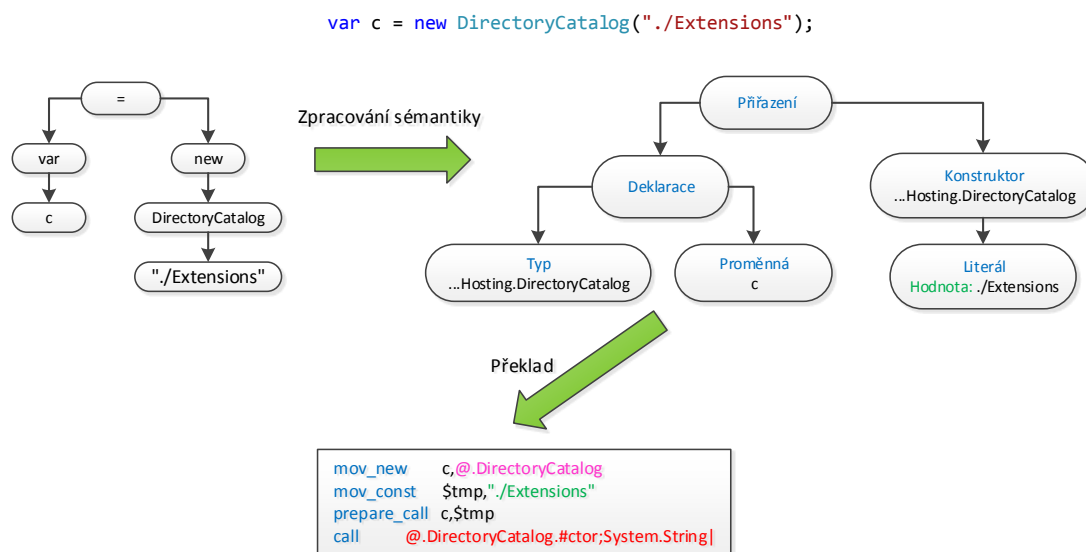 var c = new DirectoryCatalog("./Extensions");
=
var
new
c
DirectoryCatalog
"./Extensions"
Zpracování sémantiky
Přiřazení
Deklarace
Konstruktor
...Hosting.DirectoryCatalog
Typ
...Hosting.DirectoryCatalog
Proměnná
c
Literál
Hodnota: ./Extensions
Překlad
mov_new c,@.DirectoryCatalog
mov_const $tmp,"./Extensions"
prepare_call c,$tmp
call @.DirectoryCatalog.#ctor;System.String|